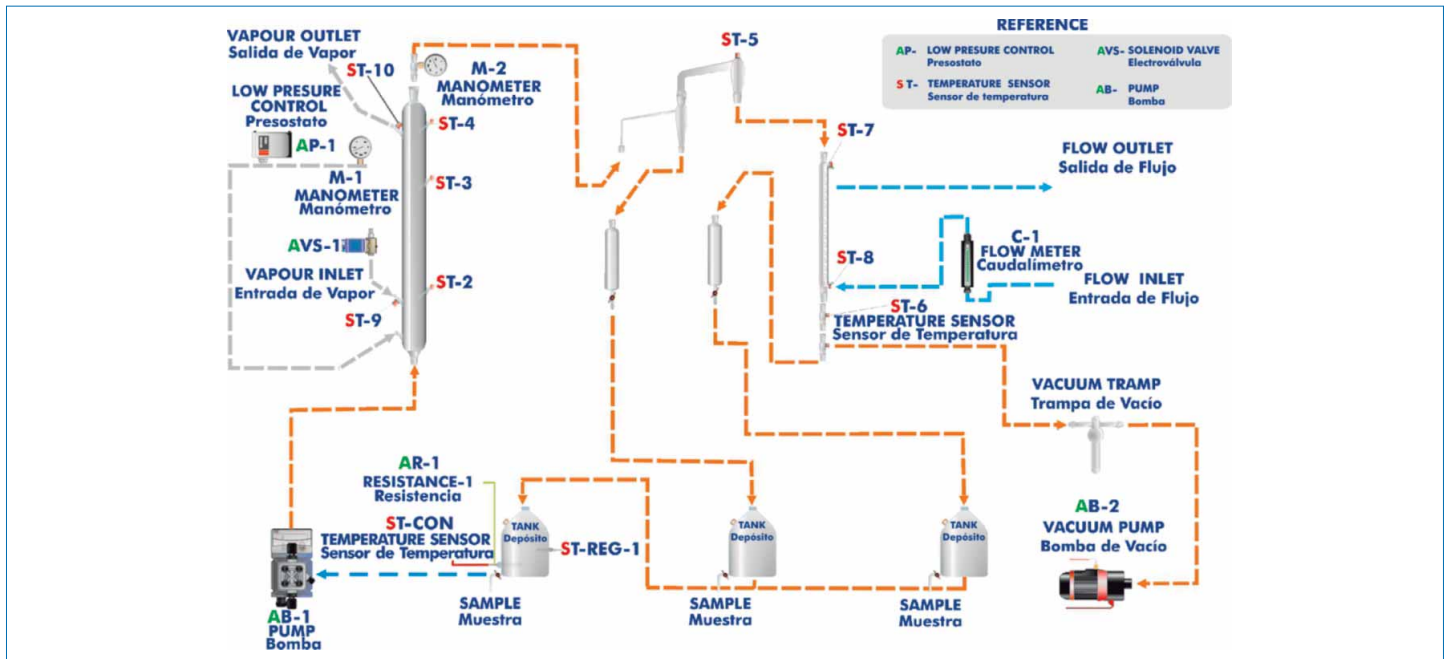 REFERENCE
AP- LOW PRESURE CONTROL
Presostato
AVS- SOLENOID VALVE
Electroválvula
ST- TEMPERATURE SENSOR
Sensor de temperatura
AB- PUMP
Bomba
VAPOUR OUTLET
Salida de Vapor
ST-10
LOW PRESURE
CONTROL
Presostato
AP-1
M-2
MANOMETER
Manómetro
ST-4
M-1
MANOMETER
Manómetro
ST-3
AVS-1
VAPOUR INLET
Entrada de Vapor
ST-2
ST-9
ST-5
ST-7
FLOW OUTLET
Salida de Flujo
C-1
FLOW METER
Caudalímetro
ST-8
FLOW INLET
Entrada de Flujo
ST-6
TEMPERATURE SENSOR
Sensor de Temperatura
VACUUM TRAMP
Trampa de Vacío
AR-1
RESISTANCE-1
Resistencia
ST-CON
TEMPERATURE SENSOR
Sensor de Temperatura
TANK
Depósito
ST-REG-1
TANK
Depósito
TANK
Depósito
AB-2
VACUUM PUMP
Bomba de Vacío
SAMPLE
Muestra
SAMPLE
Muestra
SAMPLE
Muestra
AB-1
PUMP
Bomba